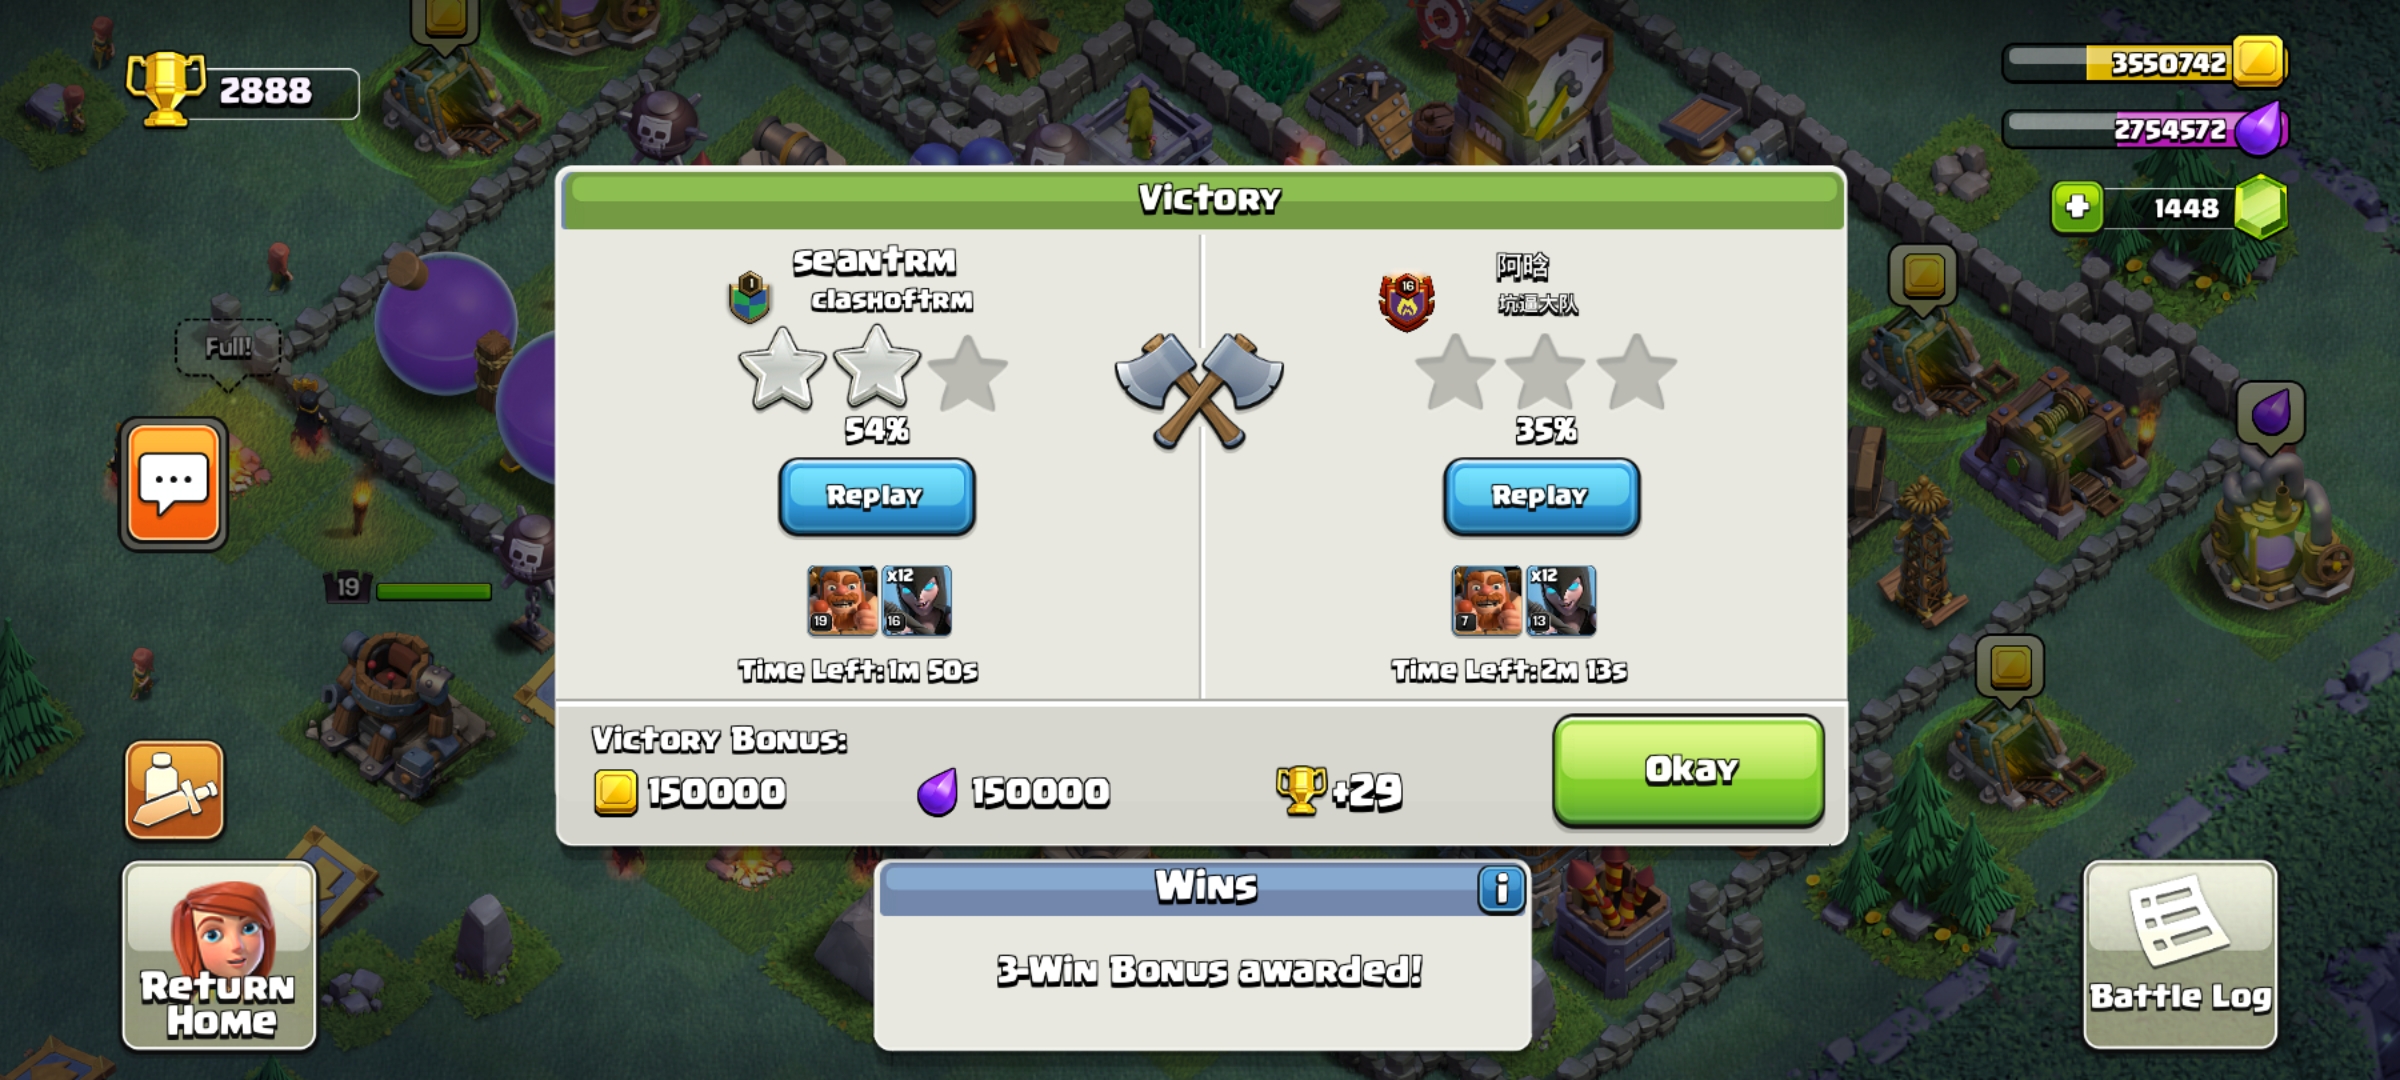 2888
3550742
2754572
1448
Victory
seantrm
clashoftrm
1
阿晗
坑逼大队
16
Full!
54%
35%
Replay
Replay
x12
19
16
x12
7
13
19
Time Left: 1m 50s
Time Left: 2m 13s
Victory Bonus:
150000
150000
+29
Okay
Wins
i
3-Win Bonus awarded!
Return
Home
Battle Log